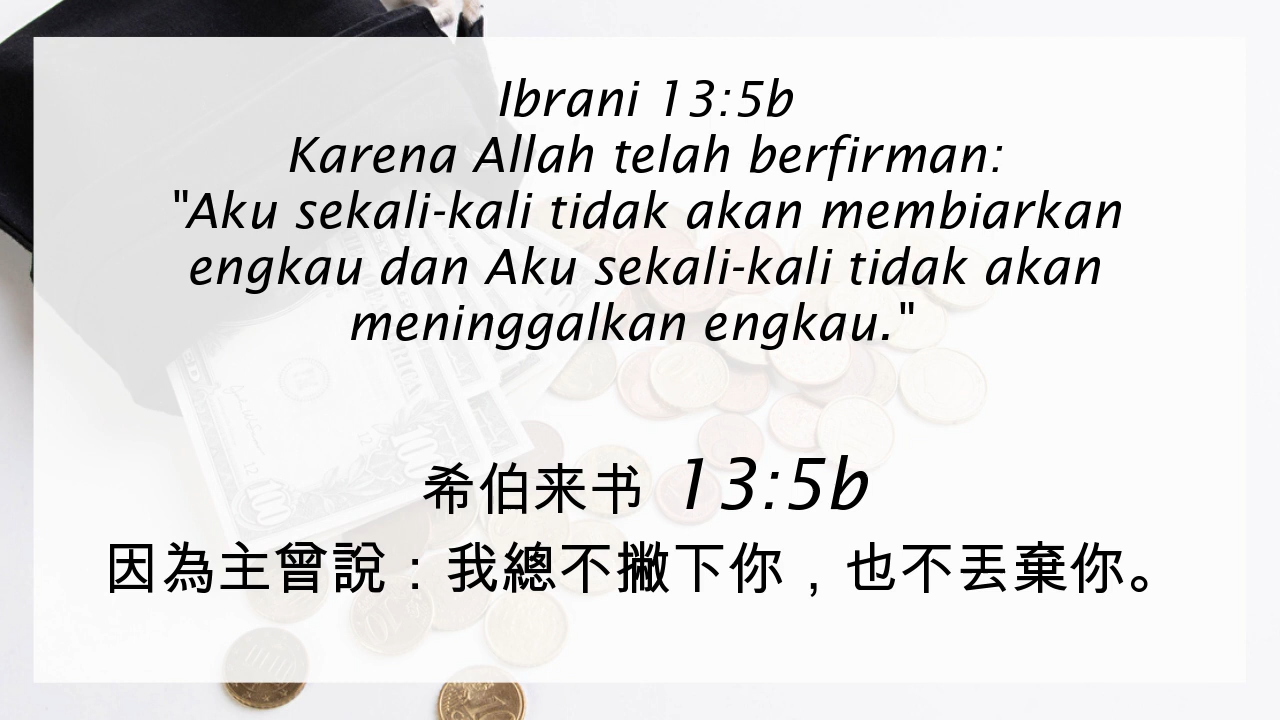 Ibrani 13:5b
Karena Allah telah berfirman:
"Aku sekali-kali tidak akan membiarkan
engkau dan Aku sekali-kali tidak akan
meninggalkan engkau."
希伯来书 13:5b
因為主曾說：我總不撇下你，也不丟棄你。
100
100